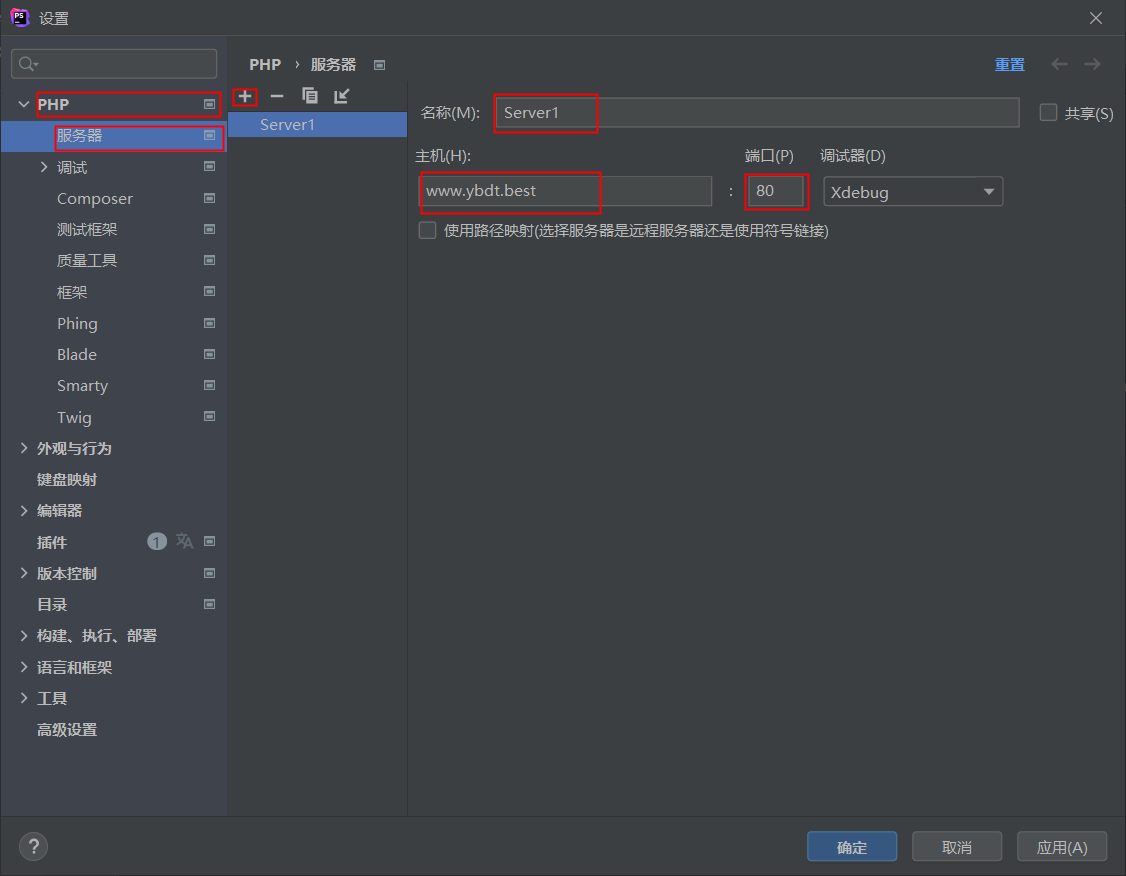 PS 设置
PHP
服务器
调试
Composer
测试框架
质量工具
框架
Phing
Blade
Smarty
Twig
外观与行为
键盘映射
编辑器
插件 1
版本控制
目录
构建、执行、部署
语言和框架
工具
高级设置
PHP › 服务器
重置
Server1
名称(M): Server1 共享(S)
主机(H): 端口(P) 调试器(D)
www.ybdt.best : 80 Xdebug
使用路径映射(选择服务器是远程服务器还是使用符号链接)
? 确定 取消 应用(A)